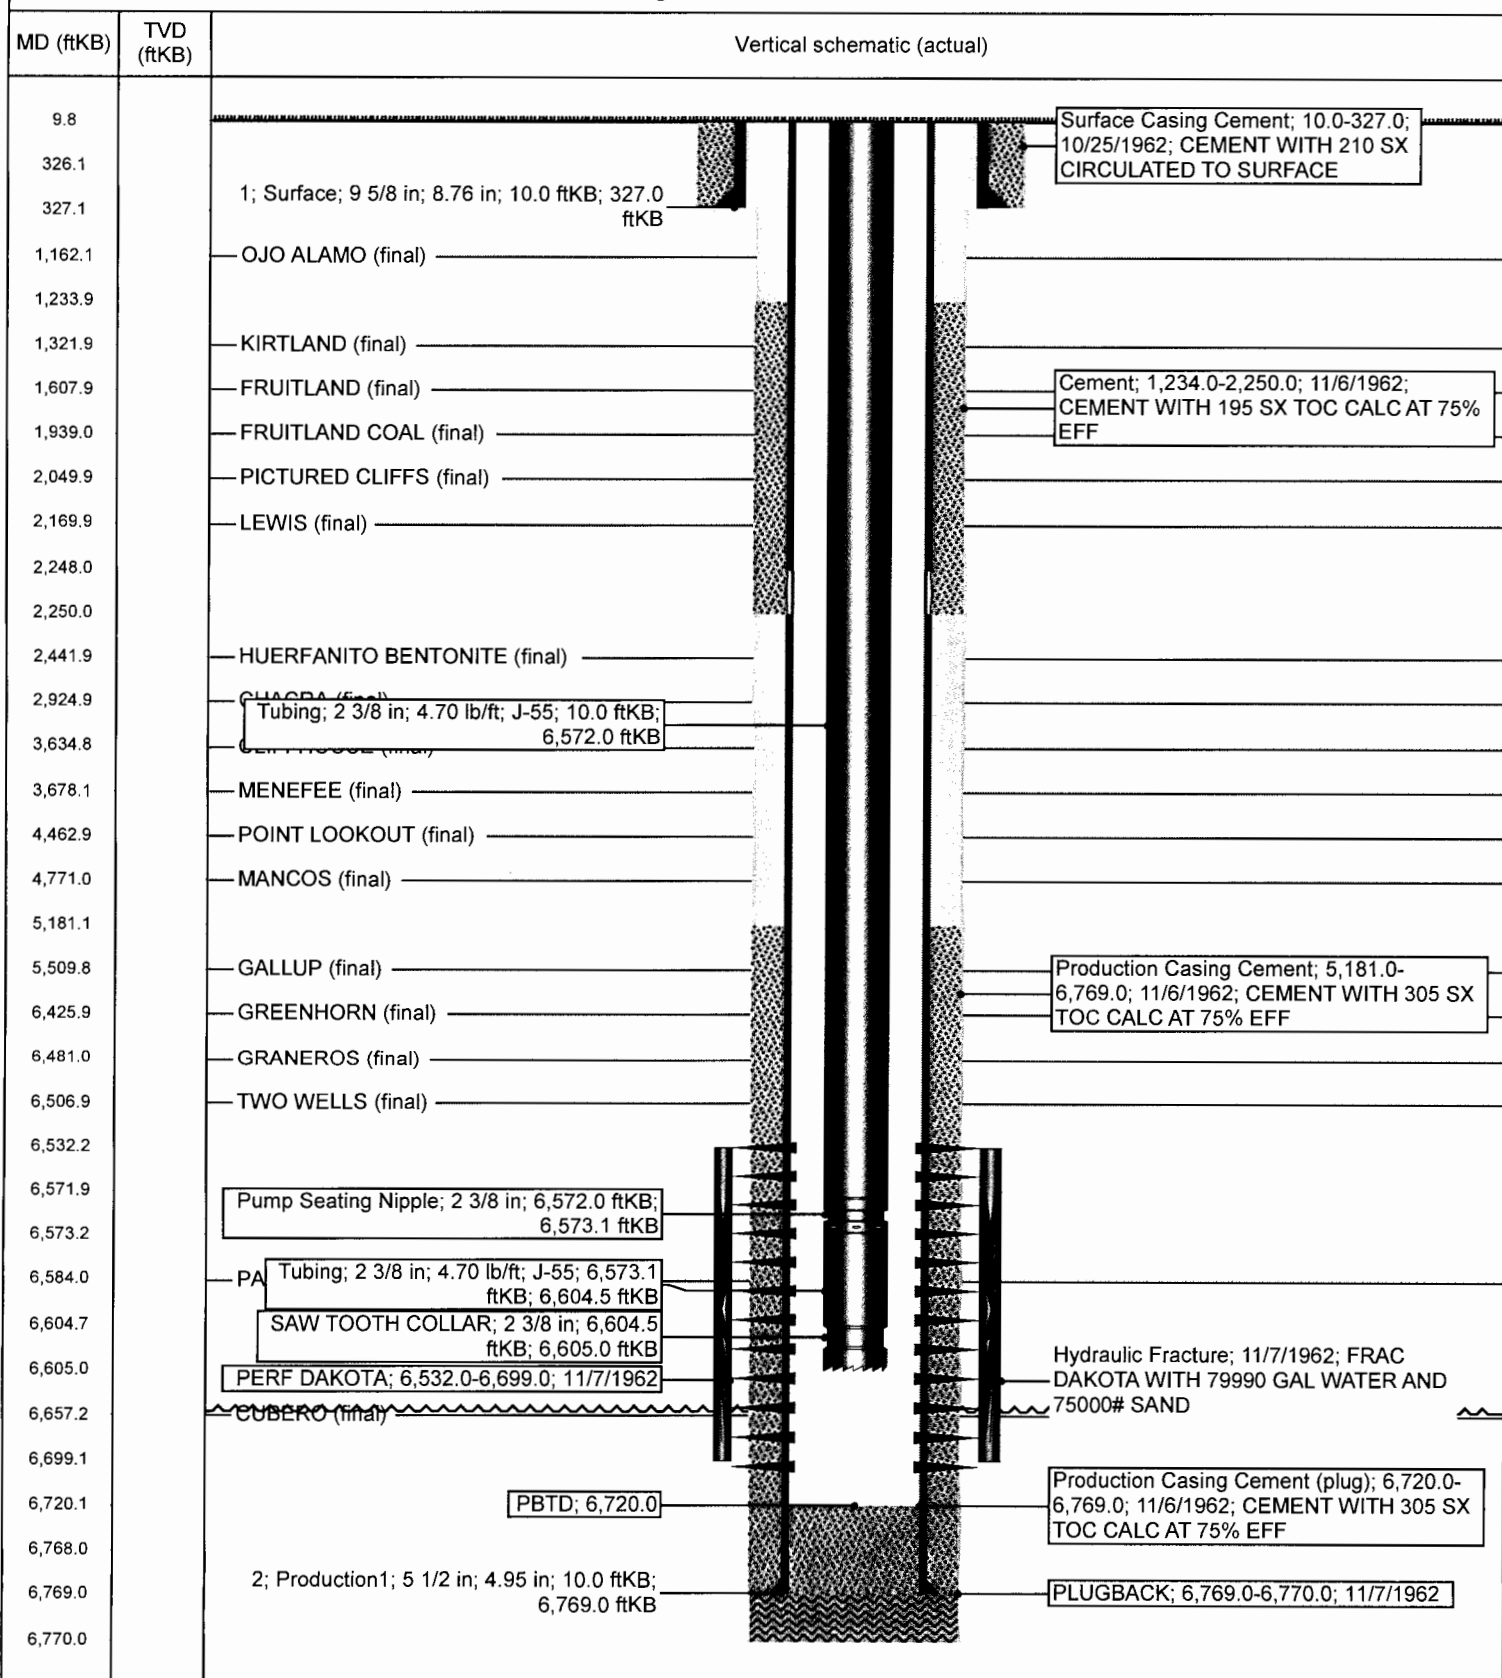 MD (ftKB)
TVD
(ftKB)
Vertical schematic (actual)
9.8
Surface Casing Cement; 10.0-327.0;
10/25/1962; CEMENT WITH 210 SX
CIRCULATED TO SURFACE
326.1
1; Surface; 9 5/8 in; 8.76 in; 10.0 ftKB; 327.0
ftKB
327.1
1,162.1
OJO ALAMO (final)
1,233.9
1,321.9
KIRTLAND (final)
1,607.9
FRUITLAND (final)
Cement; 1,234.0-2,250.0; 11/6/1962;
CEMENT WITH 195 SX TOC CALC AT 75%
EFF
1,939.0
FRUITLAND COAL (final)
2,049.9
PICTURED CLIFFS (final)
2,169.9
LEWIS (final)
2,248.0
2,250.0
2,441.9
HUERFANITO BENTONITE (final)
2,924.9
CHACRA (final)
Tubing; 2 3/8 in; 4.70 lb/ft; J-55; 10.0 ftKB;
6,572.0 ftKB
3,634.8
(final)
3,678.1
MENEFEE (final)
4,462.9
POINT LOOKOUT (final)
4,771.0
MANCOS (final)
5,181.1
5,509.8
GALLUP (final)
Production Casing Cement; 5,181.0-
6,769.0; 11/6/1962; CEMENT WITH 305 SX
TOC CALC AT 75% EFF
6,425.9
GREENHORN (final)
6,481.0
GRANEROS (final)
6,506.9
TWO WELLS (final)
6,532.2
6,571.9
Pump Seating Nipple; 2 3/8 in; 6,572.0 ftKB;
6,573.1 ftKB
6,573.2
6,584.0
PA
Tubing; 2 3/8 in; 4.70 lb/ft; J-55; 6,573.1
ftKB; 6,604.5 ftKB
6,604.7
SAW TOOTH COLLAR; 2 3/8 in; 6,604.5
ftKB; 6,605.0 ftKB
6,605.0
PERF DAKOTA; 6,532.0-6,699.0; 11/7/1962
Hydraulic Fracture; 11/7/1962; FRAC
DAKOTA WITH 79990 GAL WATER AND
75000# SAND
6,657.2
CUBERO (final)
6,699.1
6,720.1
PBTD; 6,720.0
Production Casing Cement (plug); 6,720.0-
6,769.0; 11/6/1962; CEMENT WITH 305 SX
TOC CALC AT 75% EFF
6,768.0
6,769.0
2; Production1; 5 1/2 in; 4.95 in; 10.0 ftKB;
6,769.0 ftKB
PLUGBACK; 6,769.0-6,770.0; 11/7/1962
6,770.0